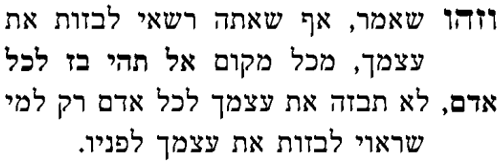 וזהו שאמר, אף שאתה רשאי לבזות את
עצמך, מכל מקום אל תהי בז לכל
אדם, לא תבזה את עצמך לכל אדם רק למי
שראוי לבזות את עצמך לפניו.